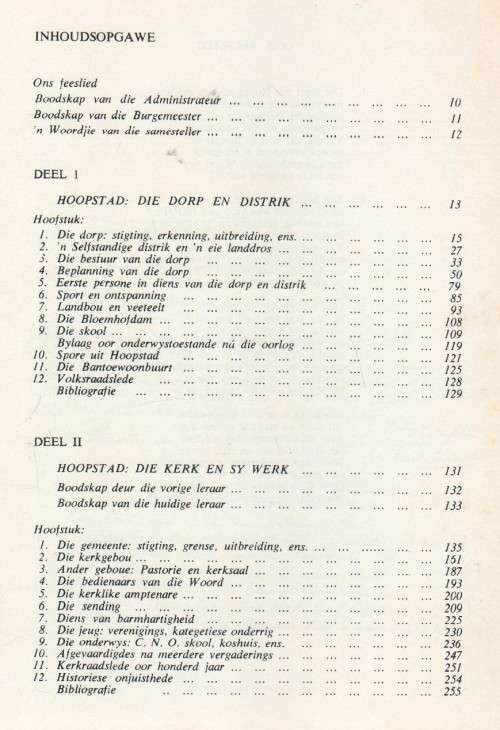 INHOUDSOPGAWE
Ons feeslied
Boodskap van die Administrateur ... ... ... ... ... ... ... ... 10
Boodskap van die Burgemeester ... ... ... ... ... ... ... ... ... 11
'n Woordjie van die samesteller ... ... ... ... ... ... ... ... ... 12
DEEL I
HOOPSTAD: DIE DORP EN DISTRIK ... ... ... ... ... ... 13
Hoofstuk:
1. Die dorp: stigting, erkenning, uitbreiding, ens. ... ... ... ... ... ... 15
2. 'n Selfstandige distrik en 'n eie landdros ... ... ... ... ... ... ... 27
3. Die bestuur van die dorp ... ... ... ... ... ... ... ... ... 33
4. Beplanning van die dorp ... ... ... ... ... ... ... ... ... 50
5. Eerste persone in diens van die dorp en distrik ... ... ... ... ... 79
6. Sport en ontspanning ... ... ... ... ... ... ... ... ... ... 85
7. Landbou en veeteelt ... ... ... ... ... ... ... ... ... ... 93
8. Die Bloemhofdam ... ... ... ... ... ... ... ... ... ... ... 108
9. Die skool ... ... ... ... ... ... ... ... ... ... ... ... 109
Bylaag oor onderwystoestande ná die oorlog ... ... ... ... ... ... 119
10. Spore uit Hoopstad ... ... ... ... ... ... ... ... ... ... 121
11. Die Bantoewoonbuurt ... ... ... ... ... ... ... ... ... ... 125
12. Volksraadslede ... ... ... ... ... ... ... ... ... ... 128
Bibliografie ... ... ... ... ... ... ... ... ... ... ... 129
DEEL II
HOOPSTAD: DIE KERK EN SY WERK ... ... ... ... ... ... 131
Boodskap deur die vorige leraar ... ... ... ... ... ... ... ... 132
Boodskap van die huidige leraar ... ... ... ... ... ... ... ... 133
Hoofstuk:
1. Die gemeente: stigting, grense, uitbreiding, ens. ... ... ...... ... ... 135
2. Die kerkgebou ... ... ... ... ... ... ... ... ... ... ... ... 151
3. Ander geboue: Pastorie en kerksaal ... ... ... ... ... ... ... 187
4. Die bedienaars van die Woord ... ... ... ... ... ... ... ... 193
5. Die kerklike amptenare ... ... ... ... ... ... ... ... ... 200
6. Die sending ... ... ... ... ... ... ... ... ... ... ... 209
7. Diens van barmhartigheid ... ... ... ... ... ... ... ... ... 225
8. Die jeug: verenigings, kategetiese onderrig ... ... ... ... ... ... 230
9. Die onderwys: C. N. O. skool, koshuis, ens. ... ... ... ... ... ... 236
10. Afgevaardigdes na meerdere vergaderings ... ... ... ... ... ... ... 247
11. Kerkraadslede oor honderd jaar ... ... ... ... ... ... ... ... 251
12. Historiese onjuisthede ... ... ... ... ... ... ... ... ... 254
Bibliografie .. ... ... ... ... ... ... ... ... ... 255